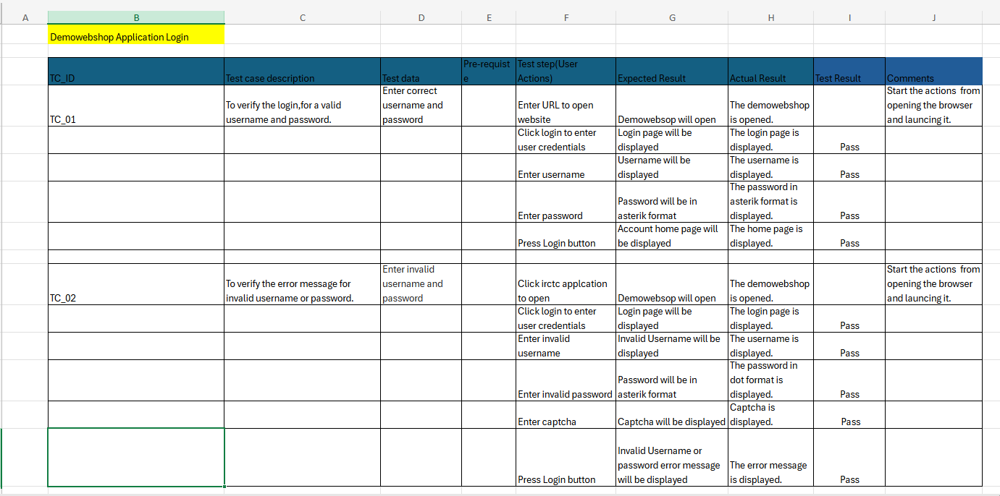 A B C D E F G H I J
Demowebshop Application Login
TC_ID
Test case description
Test data
Pre-requist
e
Test step(User
Actions)
Expected Result
Actual Result
Test Result
Comments
TC_01
To verify the login,for a valid
username and password.
Enter correct
username and
password
Enter URL to open
website
Demowebsop will open
The demowebshop
is opened.
Start the actions from
opening the browser
and launcing it.
Click login to enter
user credentials
Login page will be
displayed
The login page is
displayed.
Pass
Enter username
Username will be
displayed
The username is
displayed.
Pass
Enter password
Password will be in
asterik format
The password in
asterik format is
displayed.
Pass
Press Login button
Account home page will
be displayed
The home page is
displayed.
Pass
TC_02
To verify the error message for
invalid username or password.
Enter invalid
username and
password
Click irctc applcation
to open
Demowebsop will open
The demowebshop
is opened.
Start the actions from
opening the browser
and launcing it.
Click login to enter
user credentials
Login page will be
displayed
The login page is
displayed.
Pass
Enter invalid
username
Invalid Username will be
displayed
The username is
displayed.
Pass
Enter invalid password
Password will be in
asterik format
The password in
dot format is
displayed.
Pass
Enter captcha
Captcha will be displayed
Captcha is
displayed.
Pass
Press Login button
Invalid Username or
password error message
will be displayed
The error message
is displayed.
Pass